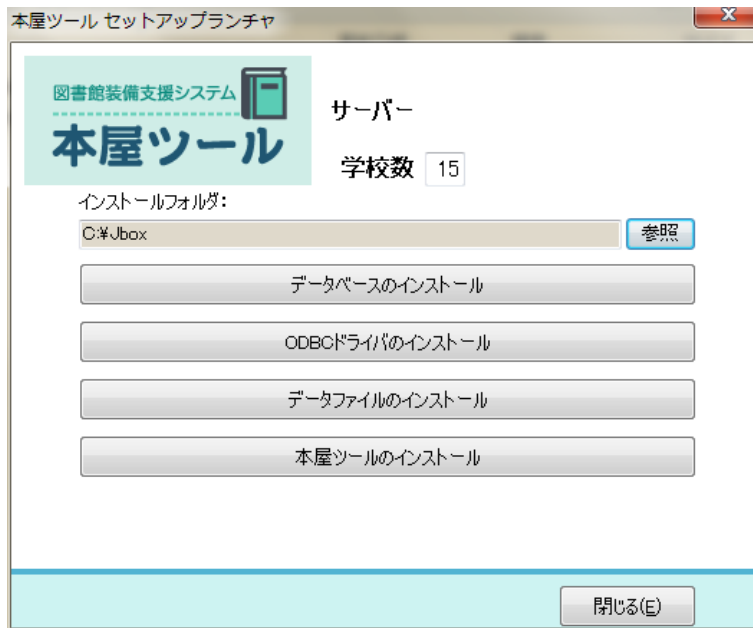 本屋ツール セットアップランチャ
図書館装備支援システム
本屋ツール
サーバー
学校数 15
インストールフォルダ:
C:¥Jbox 参照
データベースのインストール
ODBCドライバのインストール
データファイルのインストール
本屋ツールのインストール
閉じる(E)